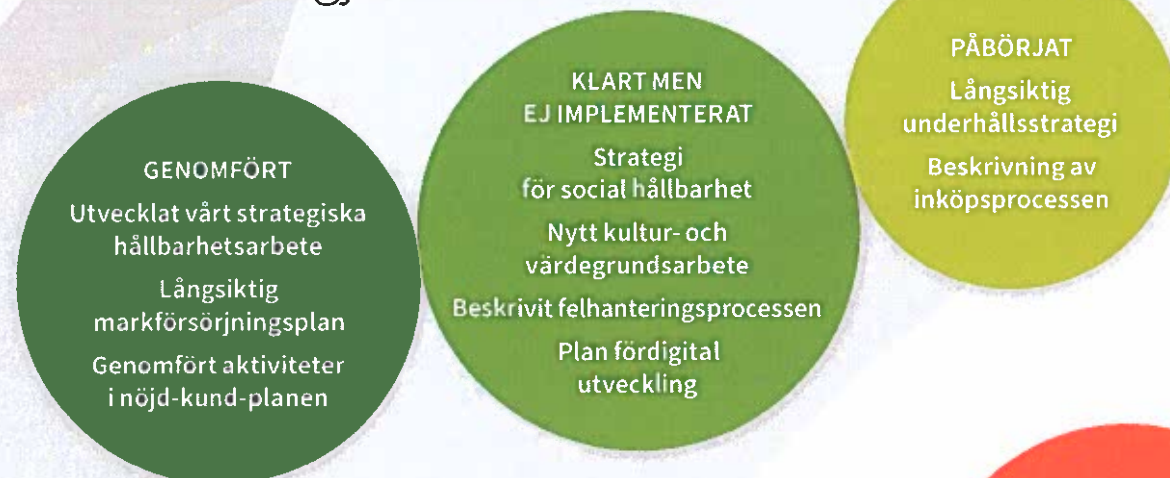 GENOMFÖRT
Utvecklat vårt strategiska
hållbarhetsarbete
Långsiktig
markförsörjningsplan
Genomfört aktiviteter
i nöjd-kund-planen
KLART MEN
EJ IMPLEMENTERAT
Strategi
för social hållbarhet
Nytt kultur- och
värdegrundsarbete
Beskrivit felhanteringsprocessen
Plan fördigital
utveckling
PÅBÖRJAT
Långsiktig
underhållsstrategi
Beskrivning av
inköpsprocessen